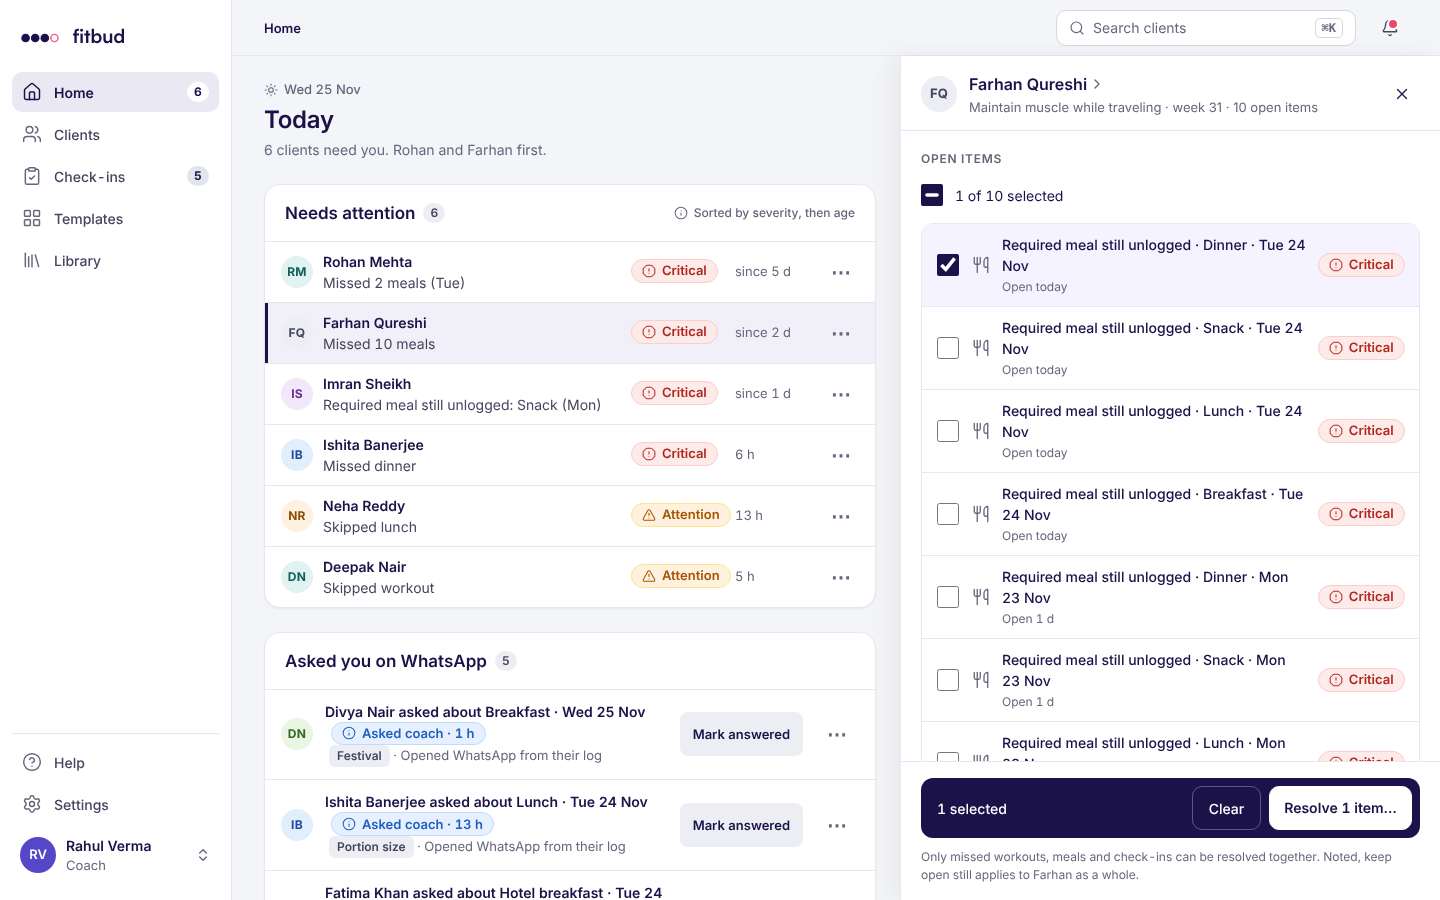 fitbud
Home 6
Clients
Check-ins 5
Templates
Library
Help
Settings
RV
Rahul Verma
Coach
Home
Search clients ⌘K
Wed 25 Nov
Today
6 clients need you. Rohan and Farhan first.
Needs attention 6
Sorted by severity, then age
RM
Rohan Mehta
Missed 2 meals (Tue)
Critical
since 5 d
FQ
Farhan Qureshi
Missed 10 meals
Critical
since 2 d
IS
Imran Sheikh
Required meal still unlogged: Snack (Mon)
Critical
since 1 d
IB
Ishita Banerjee
Missed dinner
Critical
6 h
NR
Neha Reddy
Skipped lunch
Attention
13 h
DN
Deepak Nair
Skipped workout
Attention
5 h
Asked you on WhatsApp 5
DN
Divya Nair asked about Breakfast · Wed 25 Nov
Asked coach · 1 h
Festival · Opened WhatsApp from their log
Mark answered
IB
Ishita Banerjee asked about Lunch · Tue 24 Nov
Asked coach · 13 h
Portion size · Opened WhatsApp from their log
Mark answered
Fatima Khan asked about Hotel breakfast · Tue 24
FQ
Farhan Qureshi
Maintain muscle while traveling · week 31 · 10 open items
OPEN ITEMS
1 of 10 selected
Required meal still unlogged · Dinner · Tue 24
Nov
Open today
Critical
Required meal still unlogged · Snack · Tue 24
Nov
Open today
Critical
Required meal still unlogged · Lunch · Tue 24
Nov
Open today
Critical
Required meal still unlogged · Breakfast · Tue
24 Nov
Open today
Critical
Required meal still unlogged · Dinner · Mon
23 Nov
Open 1 d
Critical
Required meal still unlogged · Snack · Mon
23 Nov
Open 1 d
Critical
Required meal still unlogged · Lunch · Mon
23 Nov
Critical
1 selected
Clear
Resolve 1 item…
Only missed workouts, meals and check-ins can be resolved together. Noted, keep
open still applies to Farhan as a whole.